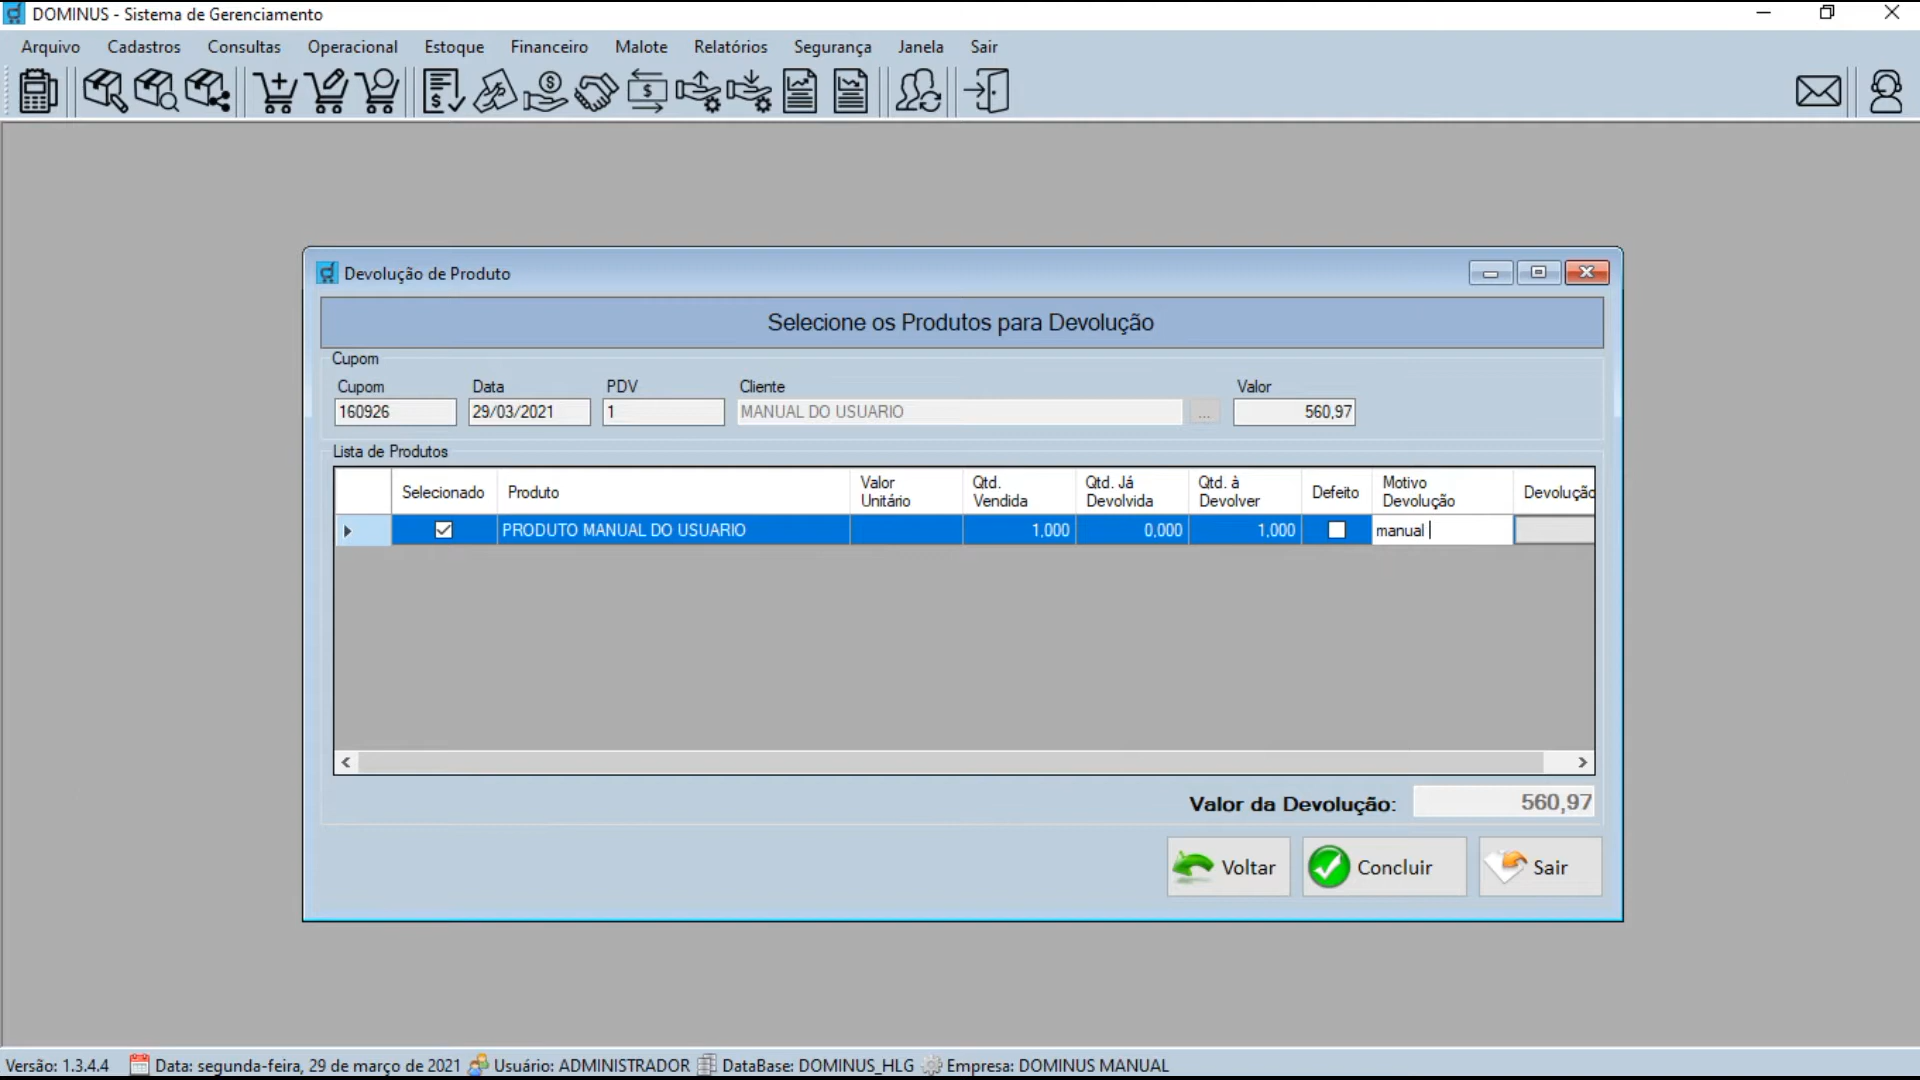 DOMINUS - Sistema de Gerenciamento
Arquivo Cadastros Consultas Operacional Estoque Financeiro Malote Relatórios Segurança Janela Sair
Devolução de Produto
Selecione os Produtos para Devolução
Cupom
Cupom Data PDV Cliente Valor
160926 29/03/2021 1 MANUAL DO USUARIO ... 560,97
Lista de Produtos
Selecionado Produto Valor Unitário Qtd. Vendida Qtd. Já Devolvida Qtd. à Devolver Defeito Motivo Devolução Devolução
PRODUTO MANUAL DO USUARIO 1,000 0,000 1,000 manual
Valor da Devolução: 560,97
Voltar Concluir Sair
Versão: 1.3.4.4 Data: segunda-feira, 29 de março de 2021 Usuário: ADMINISTRADOR DataBase: DOMINUS_HLG Empresa: DOMINUS MANUAL